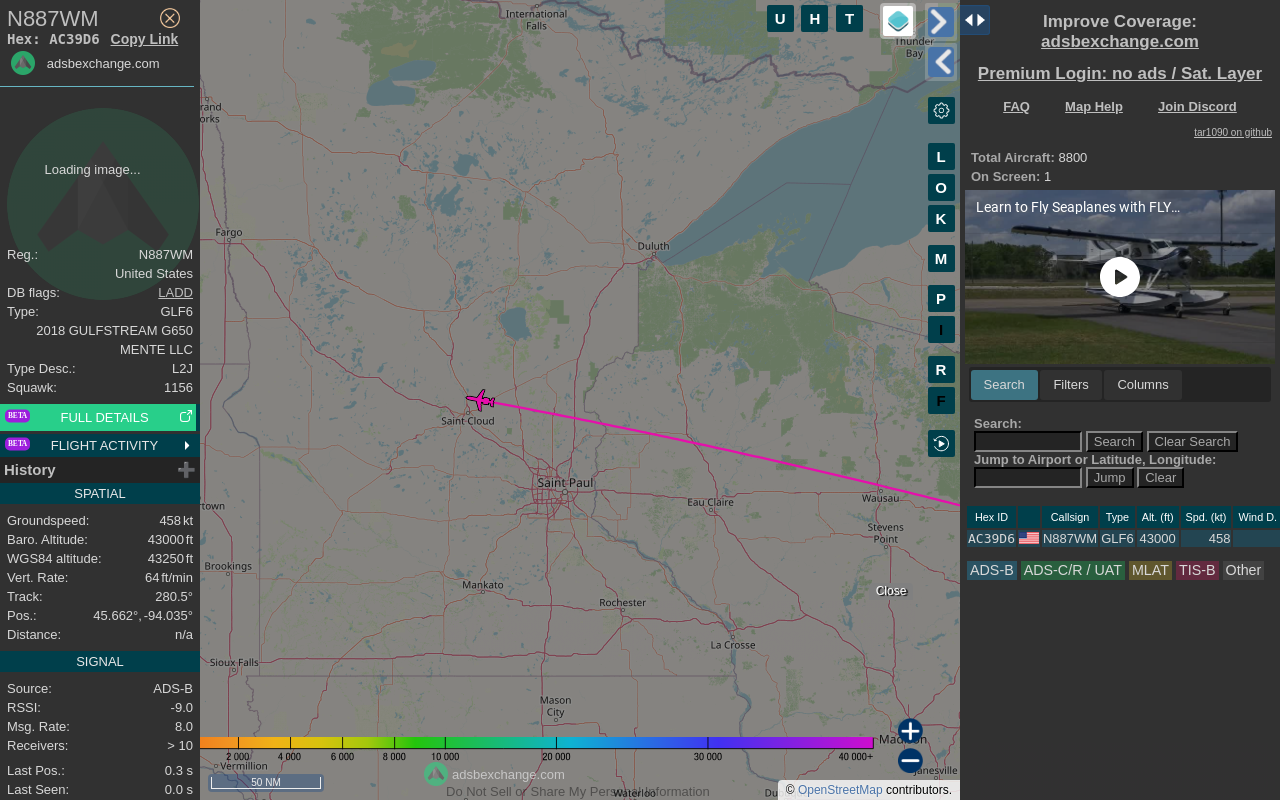 N887WM
Hex: AC39D6 Copy Link
adsbexchange.com
Loading image...
Reg.: N887WM
United States
DB flags: LADD
Type: GLF6
2018 GULFSTREAM G650
MENTE LLC
Type Desc.: L2J
Squawk: 1156
BETA FULL DETAILS
BETA FLIGHT ACTIVITY
History
SPATIAL
Groundspeed: 458 kt
Baro. Altitude: 43000 ft
WGS84 altitude: 43250 ft
Vert. Rate: 64 ft/min
Track: 280.5°
Pos.: 45.662°, -94.035°
Distance: n/a
SIGNAL
Source: ADS-B
RSSI: -9.0
Msg. Rate: 8.0
Receivers: > 10
Last Pos.: 0.3 s
Last Seen: 0.0 s
International
Falls
Thunder
Bay
rand
orks
Fargo
Duluth
Saint Cloud
Saint Paul
Eau Claire
Wausau
Stevens
Point
rtown
Brookings
Mankato
Rochester
La Crosse
Sioux Falls
Mason
City
Madison
Janesville
Vermillion
Waterloo
Du
Close
U H T
L
O
K
M
P
I
R
F
2 000 4 000 6 000 8 000 10 000 20 000 30 000 40 000+
50 NM
adsbexchange.com
Do Not Sell or Share My Personal Information
© OpenStreetMap contributors.
Improve Coverage:
adsbexchange.com
Premium Login: no ads / Sat. Layer
FAQ Map Help Join Discord
tar1090 on github
Total Aircraft: 8800
On Screen: 1
Learn to Fly Seaplanes with FLY...
Search Filters Columns
Search:
Search Clear Search
Jump to Airport or Latitude, Longitude:
Jump Clear
Hex ID Callsign Type Alt. (ft) Spd. (kt) Wind D.
AC39D6 N887WM GLF6 43000 458
ADS-B ADS-C/R / UAT MLAT TIS-B Other